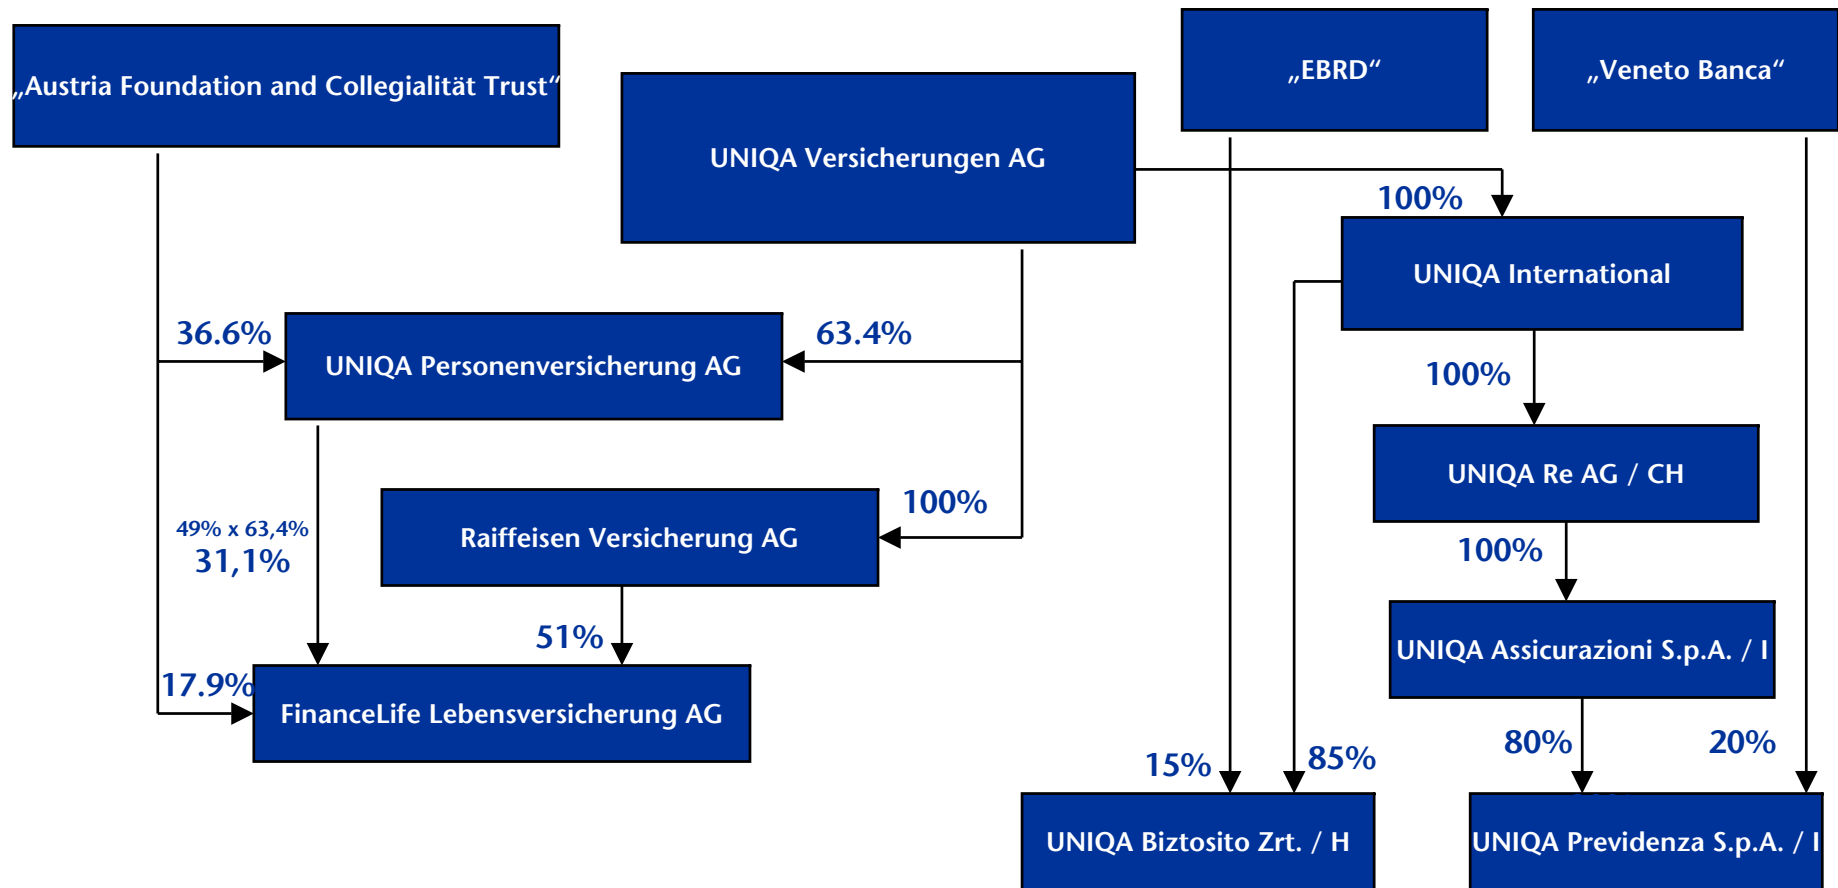 „Austria Foundation and Collegialität Trust“
UNIQA Versicherungen AG
„EBRD“
„Veneto Banca“
100%
UNIQA International
36.6%
UNIQA Personenversicherung AG
63.4%
100%
UNIQA Re AG / CH
49% x 63,4%
31,1%
Raiffeisen Versicherung AG
100%
100%
51%
UNIQA Assicurazioni S.p.A. / I
17.9%
FinanceLife Lebensversicherung AG
15%
85%
80%
20%
UNIQA Biztosito Zrt. / H
UNIQA Previdenza S.p.A. / I